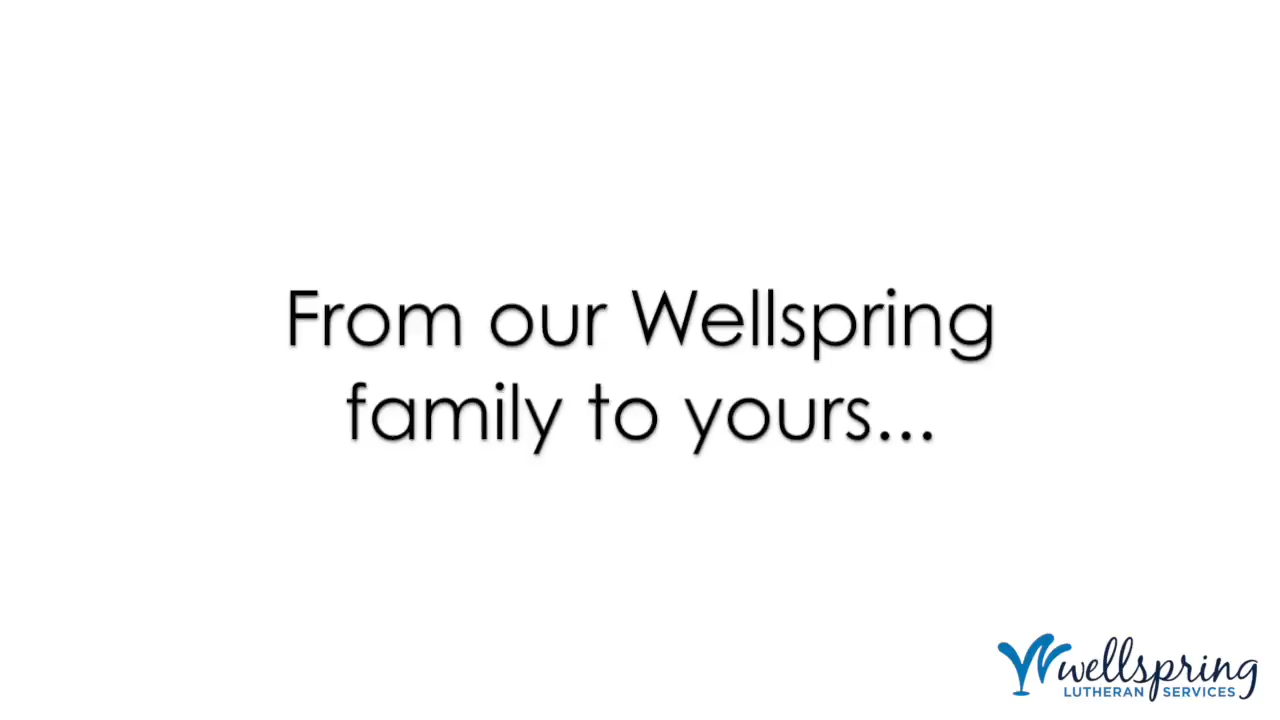 From our Wellspring
family to yours...
wellspring
LUTHERAN SERVICES